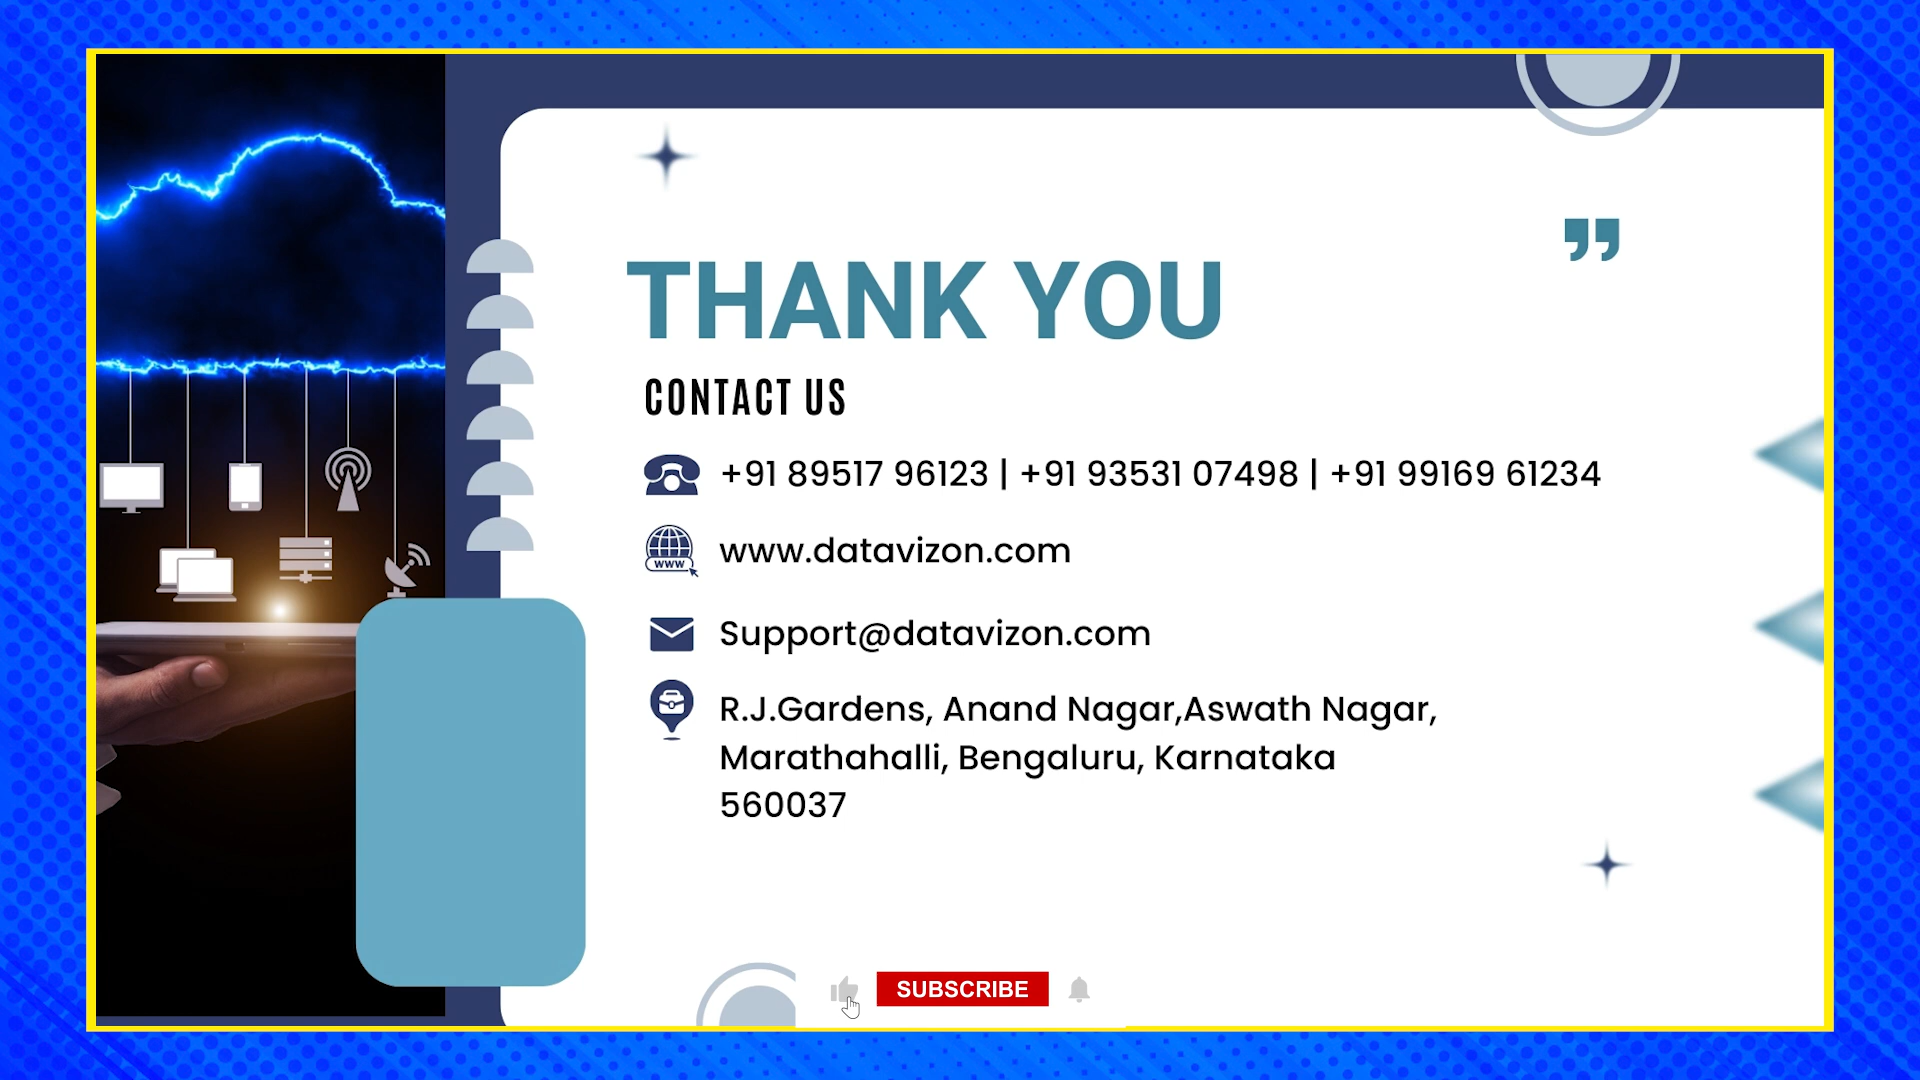 THANK YOU
CONTACT US
+91 89517 96123 | +91 93531 07498 | +91 99169 61234
www.datavizon.com
WWW
Support@datavizon.com
R.J.Gardens, Anand Nagar,Aswath Nagar,
Marathahalli, Bengaluru, Karnataka
560037
SUBSCRIBE